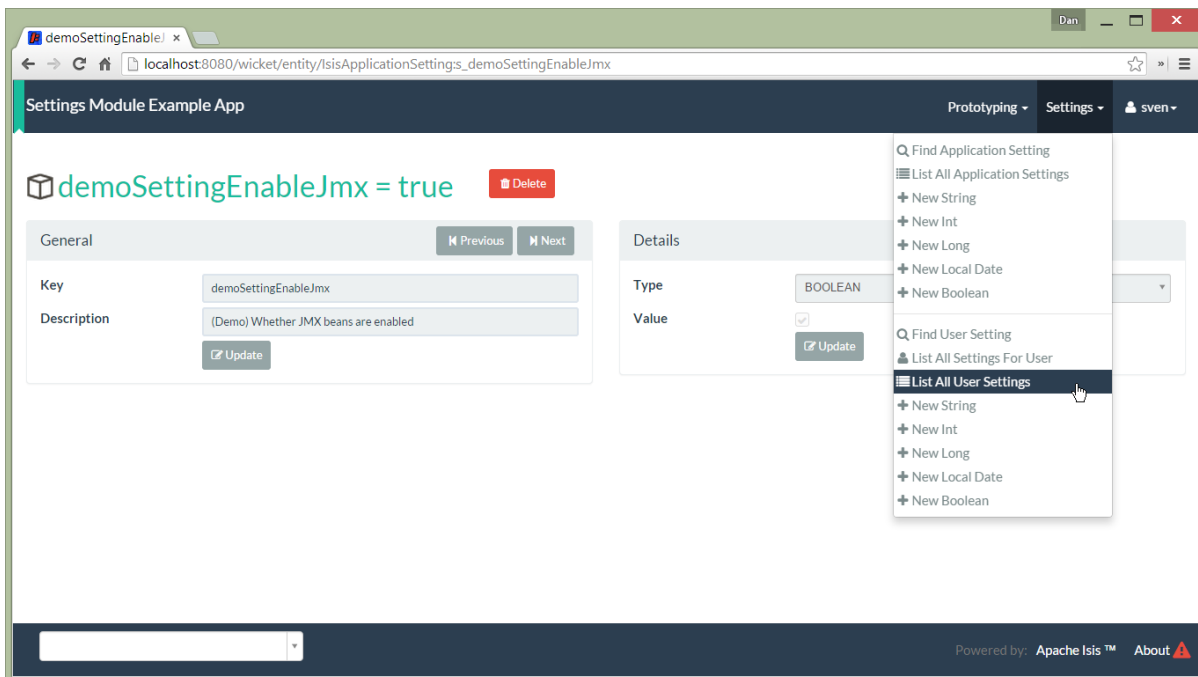 Dan
demoSettingEnableJ
localhost:8080/wicket/entity/IsisApplicationSetting:s_demoSettingEnableJmx
Settings Module Example App
Prototyping Settings sven
demoSettingEnableJmx = true Delete
General Previous Next
Key demoSettingEnableJmx
Description (Demo) Whether JMX beans are enabled
Update
Details
Type BOOLEAN
Value
Update
Find Application Setting
List All Application Settings
New String
New Int
New Long
New Local Date
New Boolean
Find User Setting
List All Settings For User
List All User Settings
New String
New Int
New Long
New Local Date
New Boolean
Powered by: Apache Isis ™ About